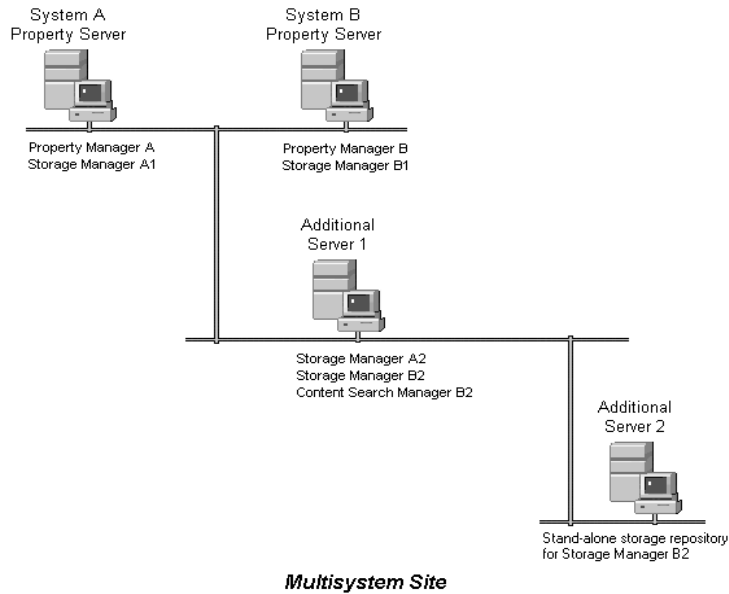 System A
Property Server
System B
Property Server
Property Manager A
Storage Manager A1
Property Manager B
Storage Manager B1
Additional
Server 1
Storage Manager A2
Storage Manager B2
Content Search Manager B2
Additional
Server 2
Stand-alone storage repository
for Storage Manager B2
Multisystem Site